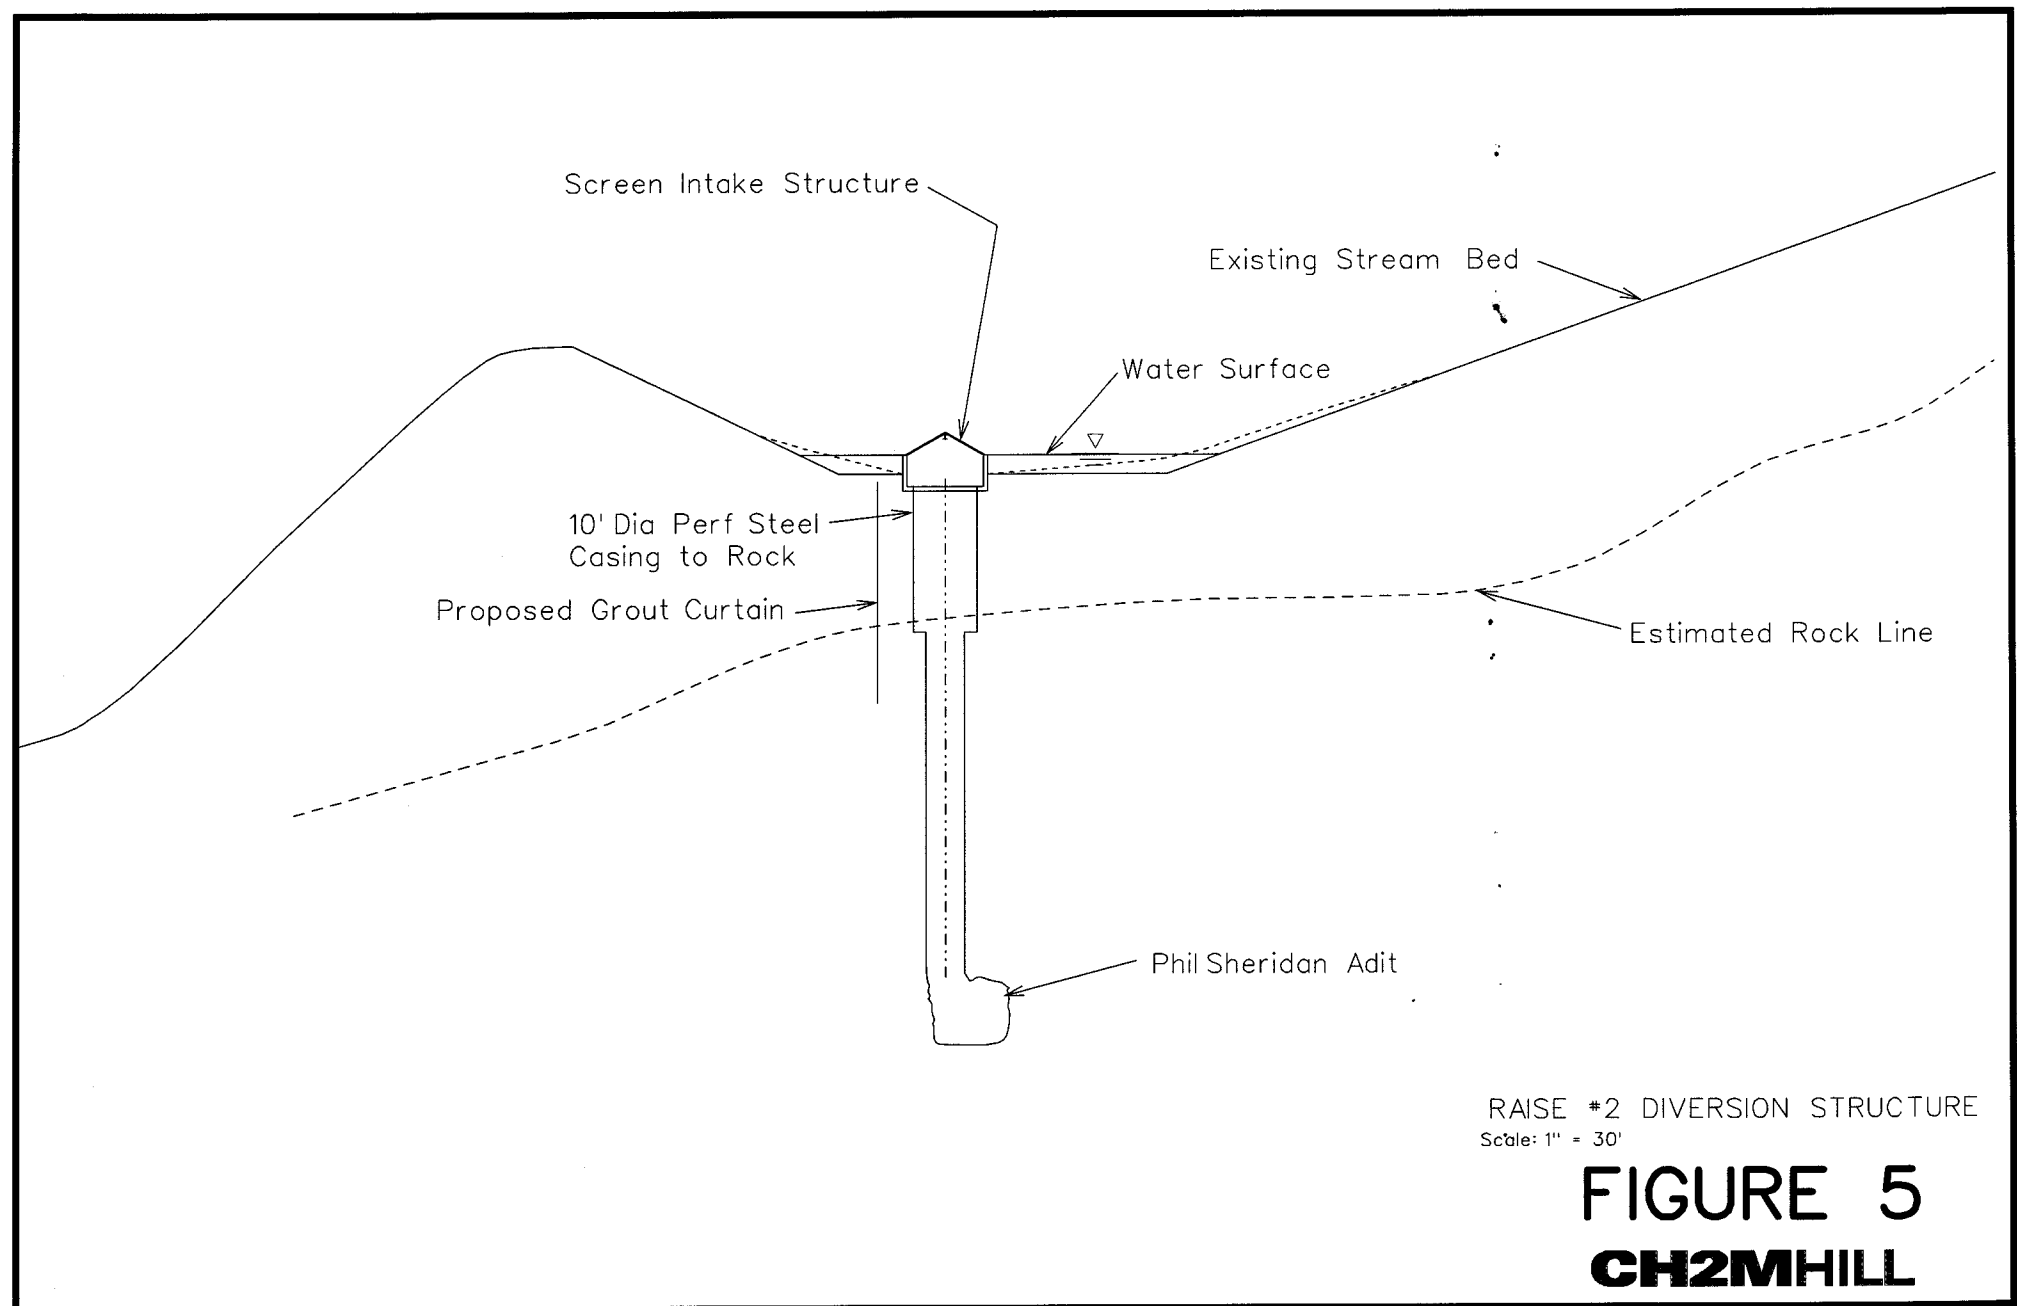 Screen Intake Structure
Existing Stream Bed
Water Surface
10' Dia Perf Steel
Casing to Rock
Proposed Grout Curtain
Estimated Rock Line
Phil Sheridan Adit
RAISE #2 DIVERSION STRUCTURE
Scale: 1" = 30'
FIGURE 5
CH2MHILL